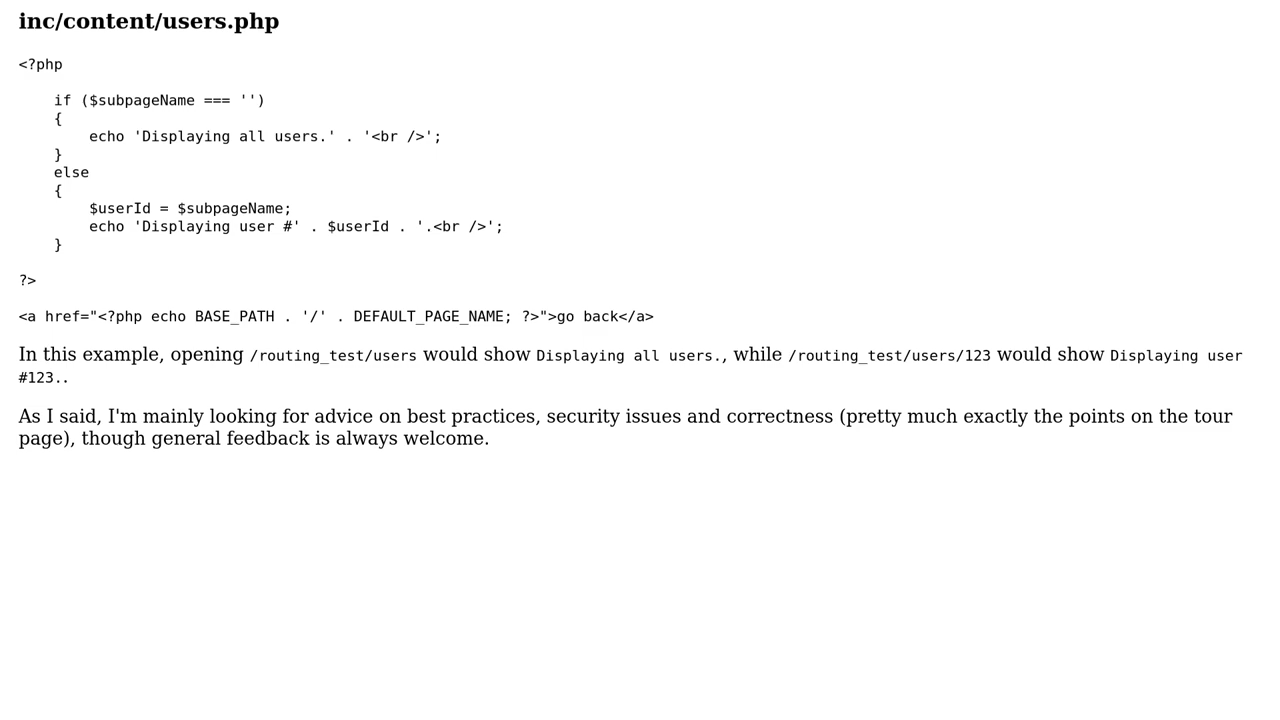 inc/content/users.php
<?php
    if ($subpageName === '')
    {
        echo 'Displaying all users.' . '<br />';
    }
    else
    {
        $userId = $subpageName;
        echo 'Displaying user #' . $userId . '.<br />';
    }
?>
<a href="<?php echo BASE_PATH . '/' . DEFAULT_PAGE_NAME; ?>">go back</a>
In this example, opening /routing_test/users would show Displaying all users., while /routing_test/users/123 would show Displaying user
#123..
As I said, I'm mainly looking for advice on best practices, security issues and correctness (pretty much exactly the points on the tour
page), though general feedback is always welcome.